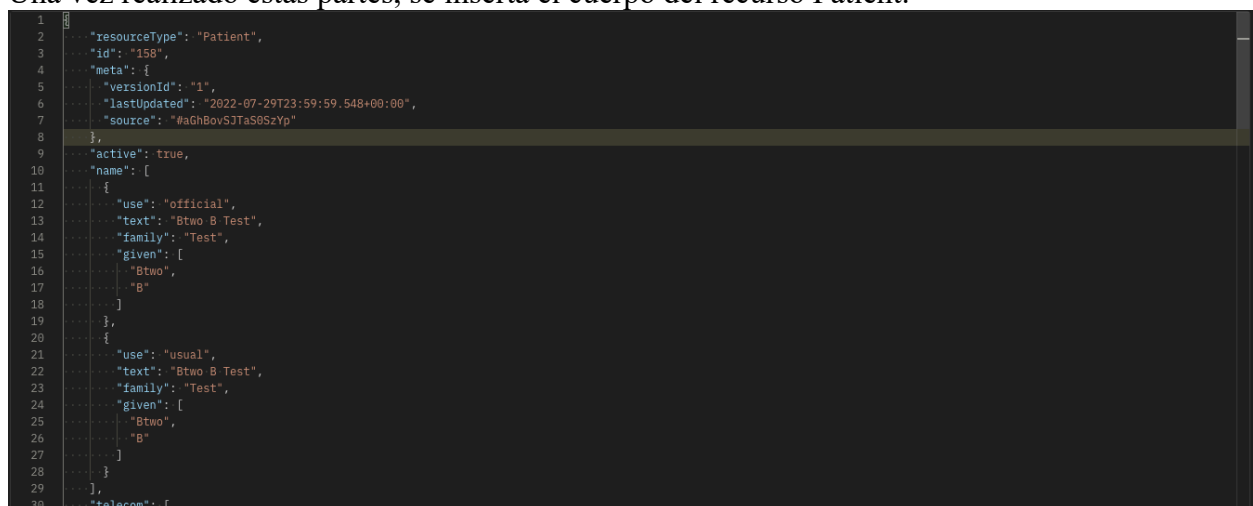 Una vez realizado estas partes, se inserta el cuerpo del recurso Patient.
1 {
2 "resourceType": "Patient",
3 "id": "158",
4 "meta": {
5 "versionId": "1",
6 "lastUpdated": "2022-07-29T23:59:59.548+00:00",
7 "source": "#aGhBovSJTaS0SzYp"
8 },
9 "active": true,
10 "name": [
11 {
12 "use": "official",
13 "text": "Btwo B Test",
14 "family": "Test",
15 "given": [
16 "Btwo",
17 "B"
18 ]
19 },
20 {
21 "use": "usual",
22 "text": "Btwo B Test",
23 "family": "Test",
24 "given": [
25 "Btwo",
26 "B"
27 ]
28 }
29 ],
30 "telecom": [